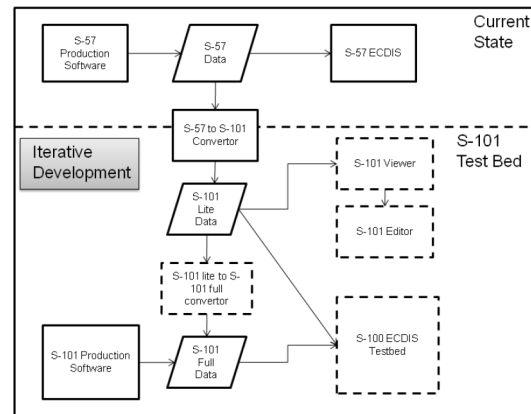 Current
State
S-57
Production
Software
S-57
Data
S-57 ECDIS
S-57 to S-101
Convertor
S-101
Test Bed
Iterative
Development
S-101 Viewer
S-101
Lite
Data
S-101 Editor
S-101 lite to S-
101 full
convertor
S-101 Production
Software
S-101
Full
Data
S-100 ECDIS
Testbed